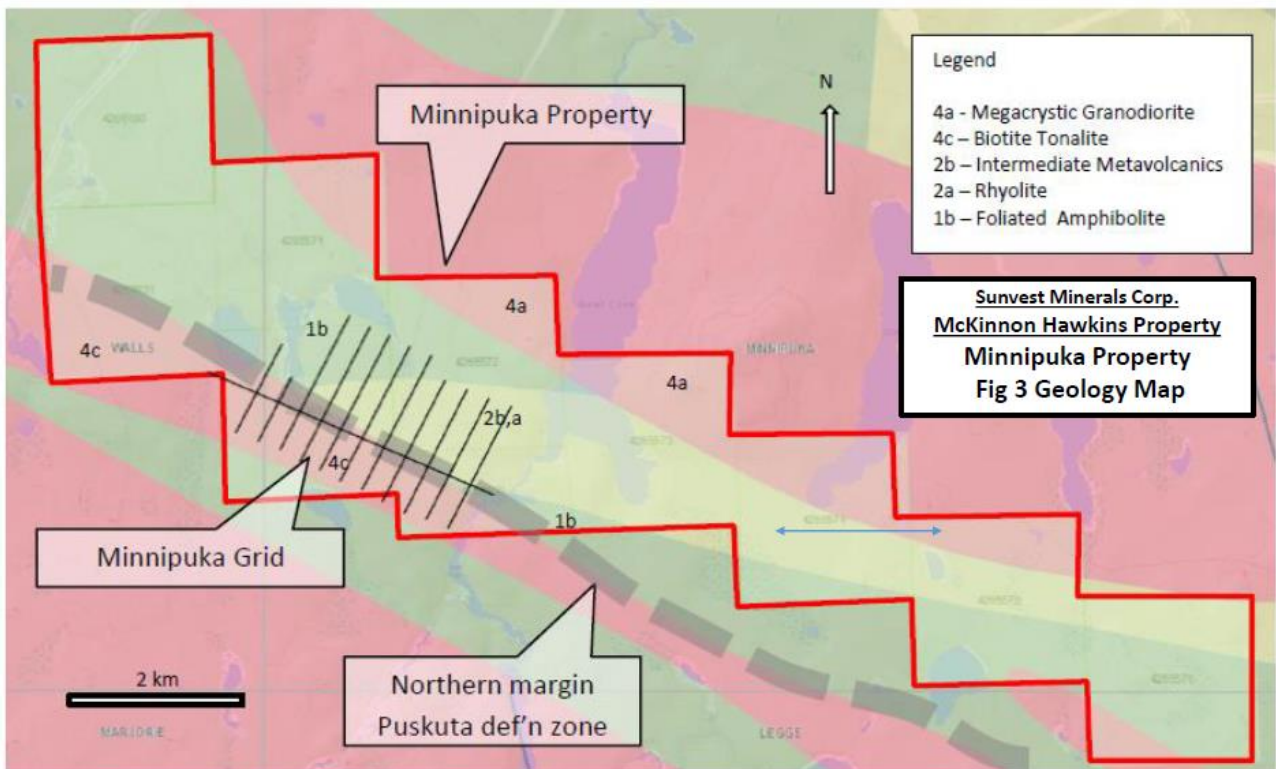 Legend
4a - Megacrystic Granodiorite
4c – Biotite Tonalite
2b – Intermediate Metavolcanics
2a – Rhyolite
1b – Foliated Amphibolite
N
Minnipuka Property
Sunvest Minerals Corp.
McKinnon Hawkins Property
Minnipuka Property
Fig 3 Geology Map
4a
1b
4c
WALLS
MINNIPUKA
4a
2b,a
4c
1b
Minnipuka Grid
Northern margin
Puskuta def'n zone
2 km
LEGGE